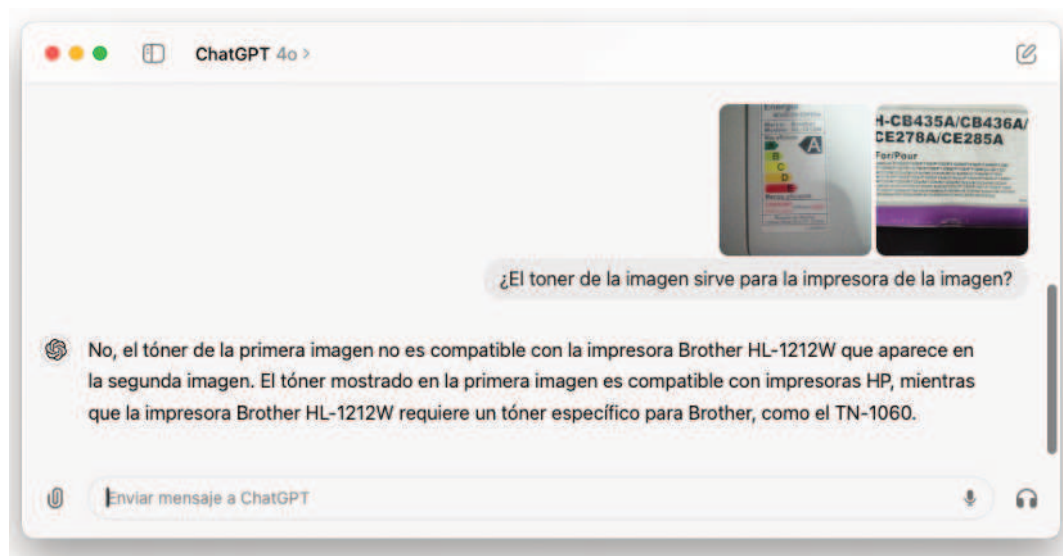 ChatGPT 4o >
Energía
A
A
B
C
D
E
H-CB435A/CB436A/
CE278A/CE285A
For/Pour
¿El toner de la imagen sirve para la impresora de la imagen?
No, el tóner de la primera imagen no es compatible con la impresora Brother HL-1212W que aparece en
la segunda imagen. El tóner mostrado en la primera imagen es compatible con impresoras HP, mientras
que la impresora Brother HL-1212W requiere un tóner específico para Brother, como el TN-1060.
Enviar mensaje a ChatGPT